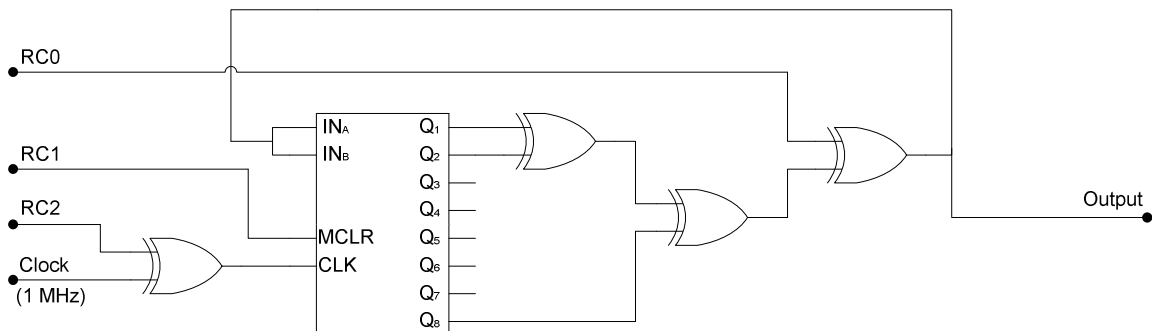 RC0
RC1
RC2
Clock
(1 MHz)
INA
INB
MCLR
CLK
Q1
Q2
Q3
Q4
Q5
Q6
Q7
Q8
Output